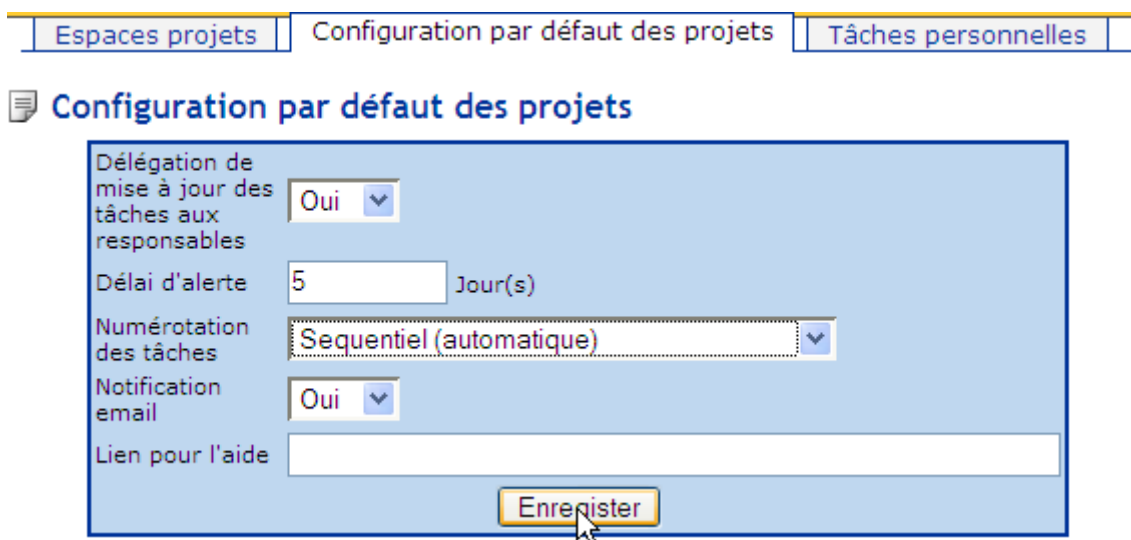 Espaces projets Configuration par défaut des projets Tâches personnelles
Configuration par défaut des projets
Délégation de
mise à jour des
tâches aux
responsables
Oui
Délai d'alerte 5 Jour(s)
Numérotation
des tâches
Sequentiel (automatique)
Notification
email
Oui
Lien pour l'aide
Enregister